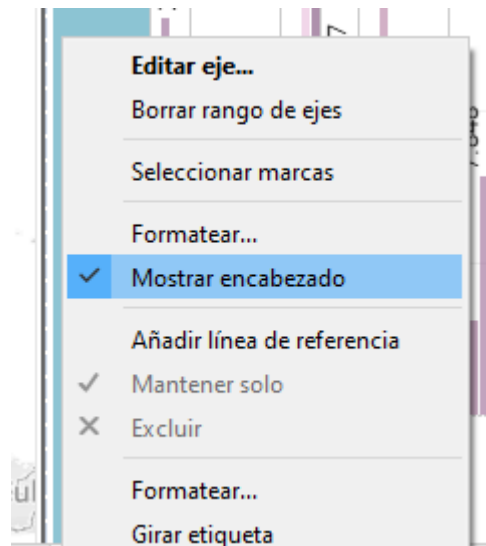 Editar eje...
Borrar rango de ejes
Seleccionar marcas
Formatear...
Mostrar encabezado
Añadir línea de referencia
Mantener solo
Excluir
Formatear...
Girar etiqueta